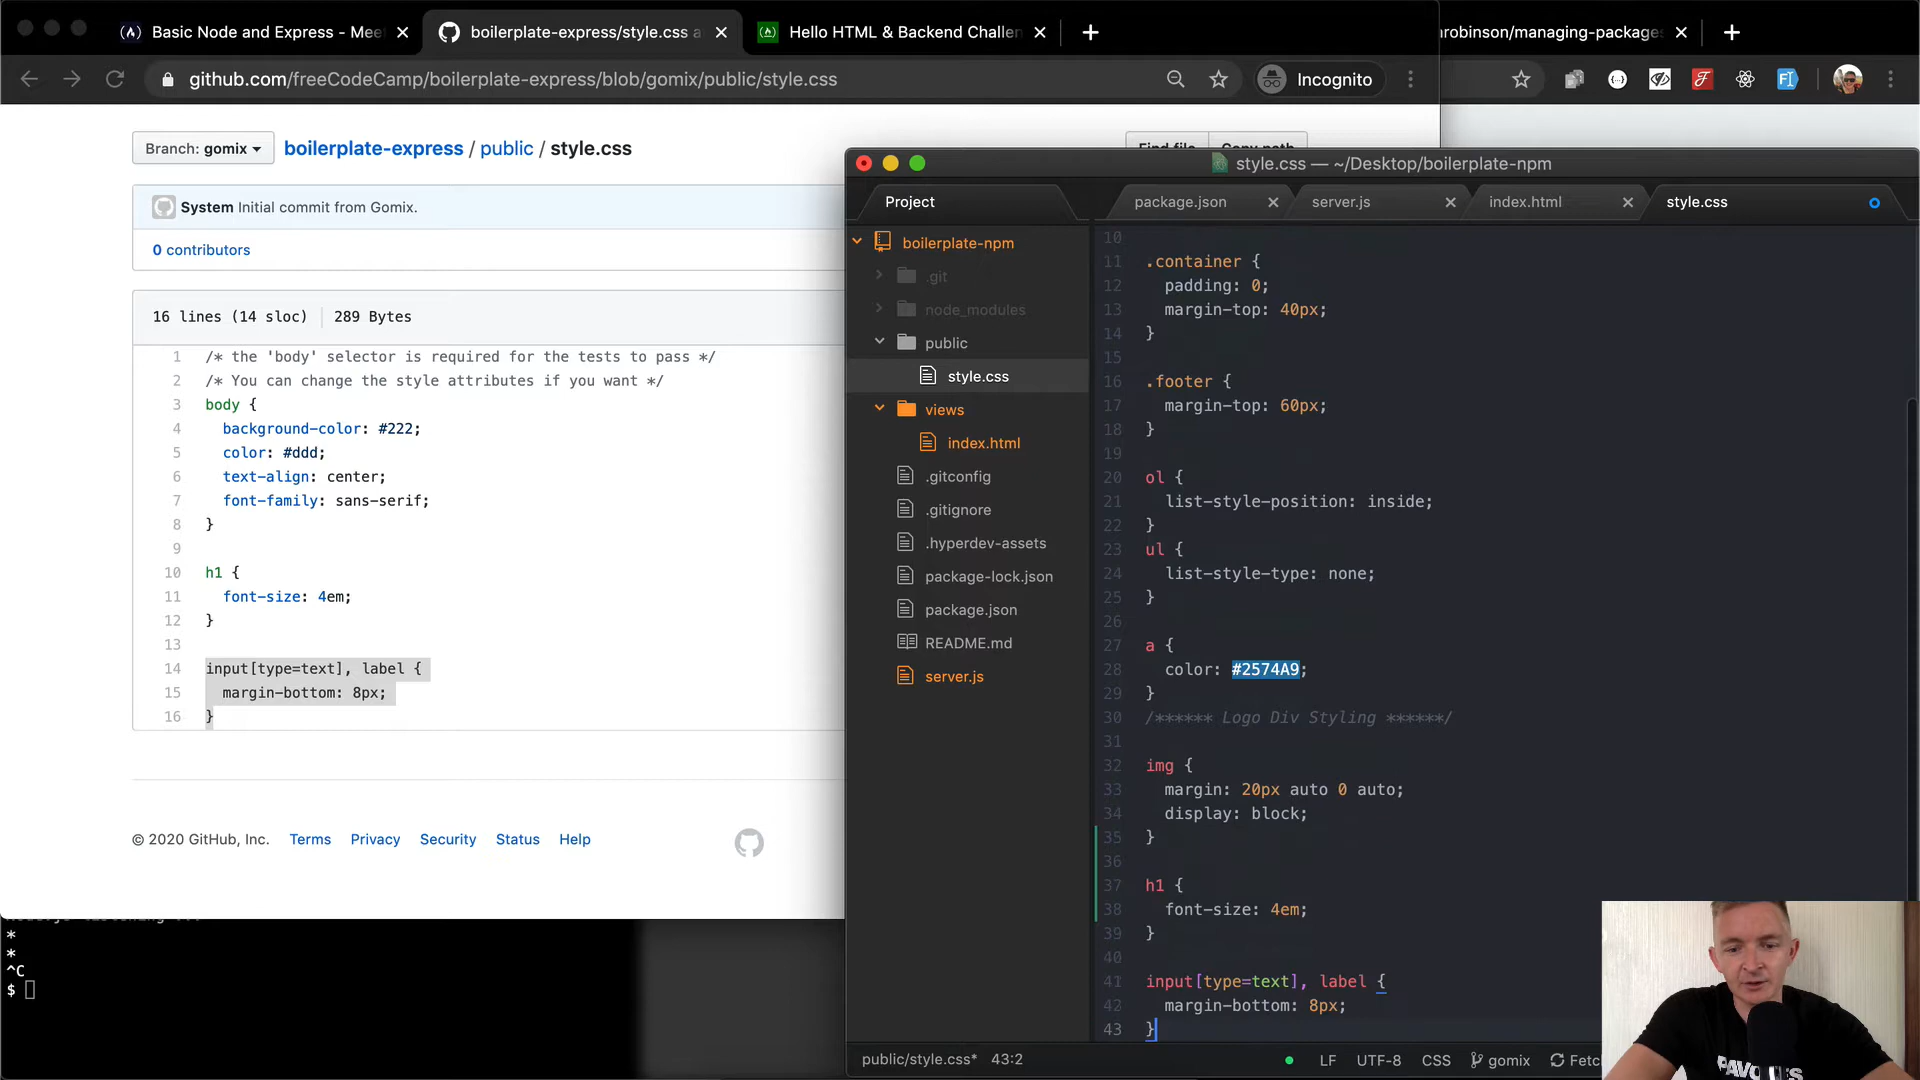 Basic Node and Express - Mee
boilerplate-express/style.css a
Hello HTML & Backend Challen
robinson/managing-package
github.com/freeCodeCamp/boilerplate-express/blob/gomix/public/style.css
Incognito
Branch: gomix
boilerplate-express / public / style.css
Find file
Copy path
System Initial commit from Gomix.
0 contributors
16 lines (14 sloc)
289 Bytes
1 /* the 'body' selector is required for the tests to pass */
2 /* You can change the style attributes if you want */
3 body {
4 background-color: #222;
5 color: #ddd;
6 text-align: center;
7 font-family: sans-serif;
8 }
9
10 h1 {
11 font-size: 4em;
12 }
13
14 input[type=text], label {
15 margin-bottom: 8px;
16 }
© 2020 GitHub, Inc. Terms Privacy Security Status Help
*
*
^C
$
style.css — ~/Desktop/boilerplate-npm
Project
package.json
server.js
index.html
style.css
boilerplate-npm
.git
node_modules
public
style.css
views
index.html
.gitconfig
.gitignore
.hyperdev-assets
package-lock.json
package.json
README.md
server.js
10
11 .container {
12 padding: 0;
13 margin-top: 40px;
14 }
15
16 .footer {
17 margin-top: 60px;
18 }
19
20 ol {
21 list-style-position: inside;
22 }
23 ul {
24 list-style-type: none;
25 }
26
27 a {
28 color: #2574A9;
29 }
30 /****** Logo Div Styling ******/
31
32 img {
33 margin: 20px auto 0 auto;
34 display: block;
35 }
36
37 h1 {
38 font-size: 4em;
39 }
40
41 input[type=text], label {
42 margin-bottom: 8px;
43 }
public/style.css* 43:2
LF UTF-8 CSS gomix Fetc